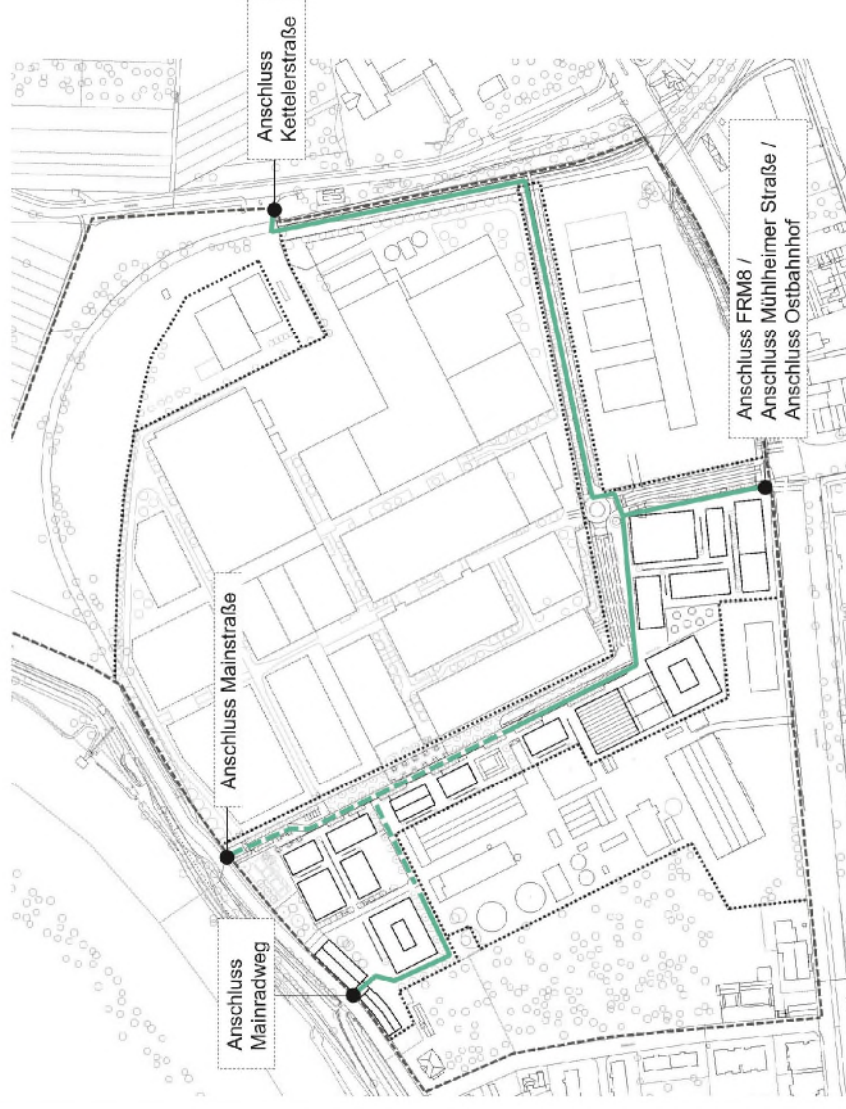 Anschluss
Kettelerstraße
Anschluss Mainstraße
Anschluss
Mainradweg
Anschluss FRM8 /
Anschluss Mühlheimer Straße /
Anschluss Ostbahnhof